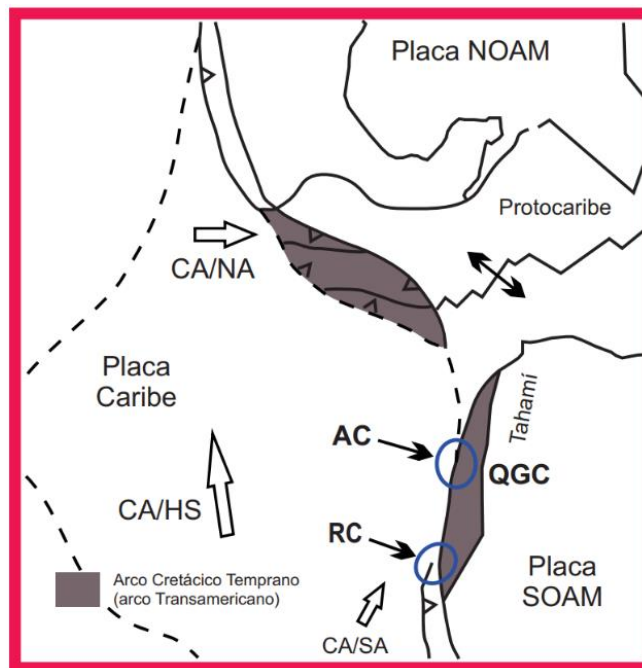 Placa NOAM
Protocaribe
CA/NA
Placa
Caribe
Tahamí
AC
QGC
CA/HS
RC
Placa
SOAM
Arco Cretácico Temprano
(arco Transamericano)
CA/SA